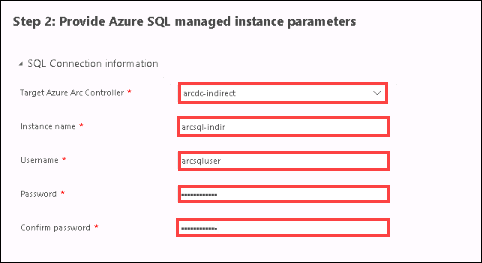 Step 2: Provide Azure SQL managed instance parameters
SQL Connection information
Target Azure Arc Controller *
arcdc-indirect
Instance name *
arcsql-indir
Username *
arcsqluser
Password *
••••••••••••
Confirm password *
••••••••••••